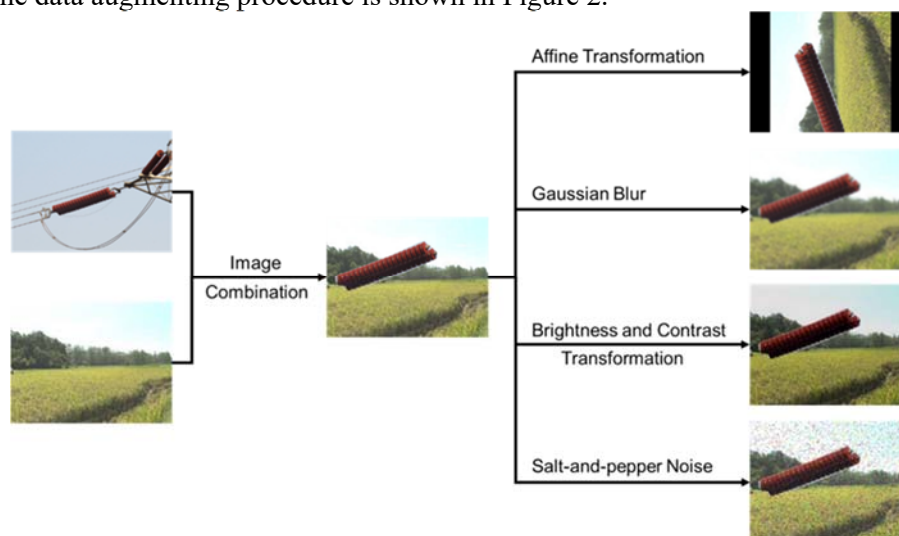 data augmenting procedure is shown in Figure 2.
Affine Transformation
Gaussian Blur
Image
Combination
Brightness and Contrast
Transformation
Salt-and-pepper Noise